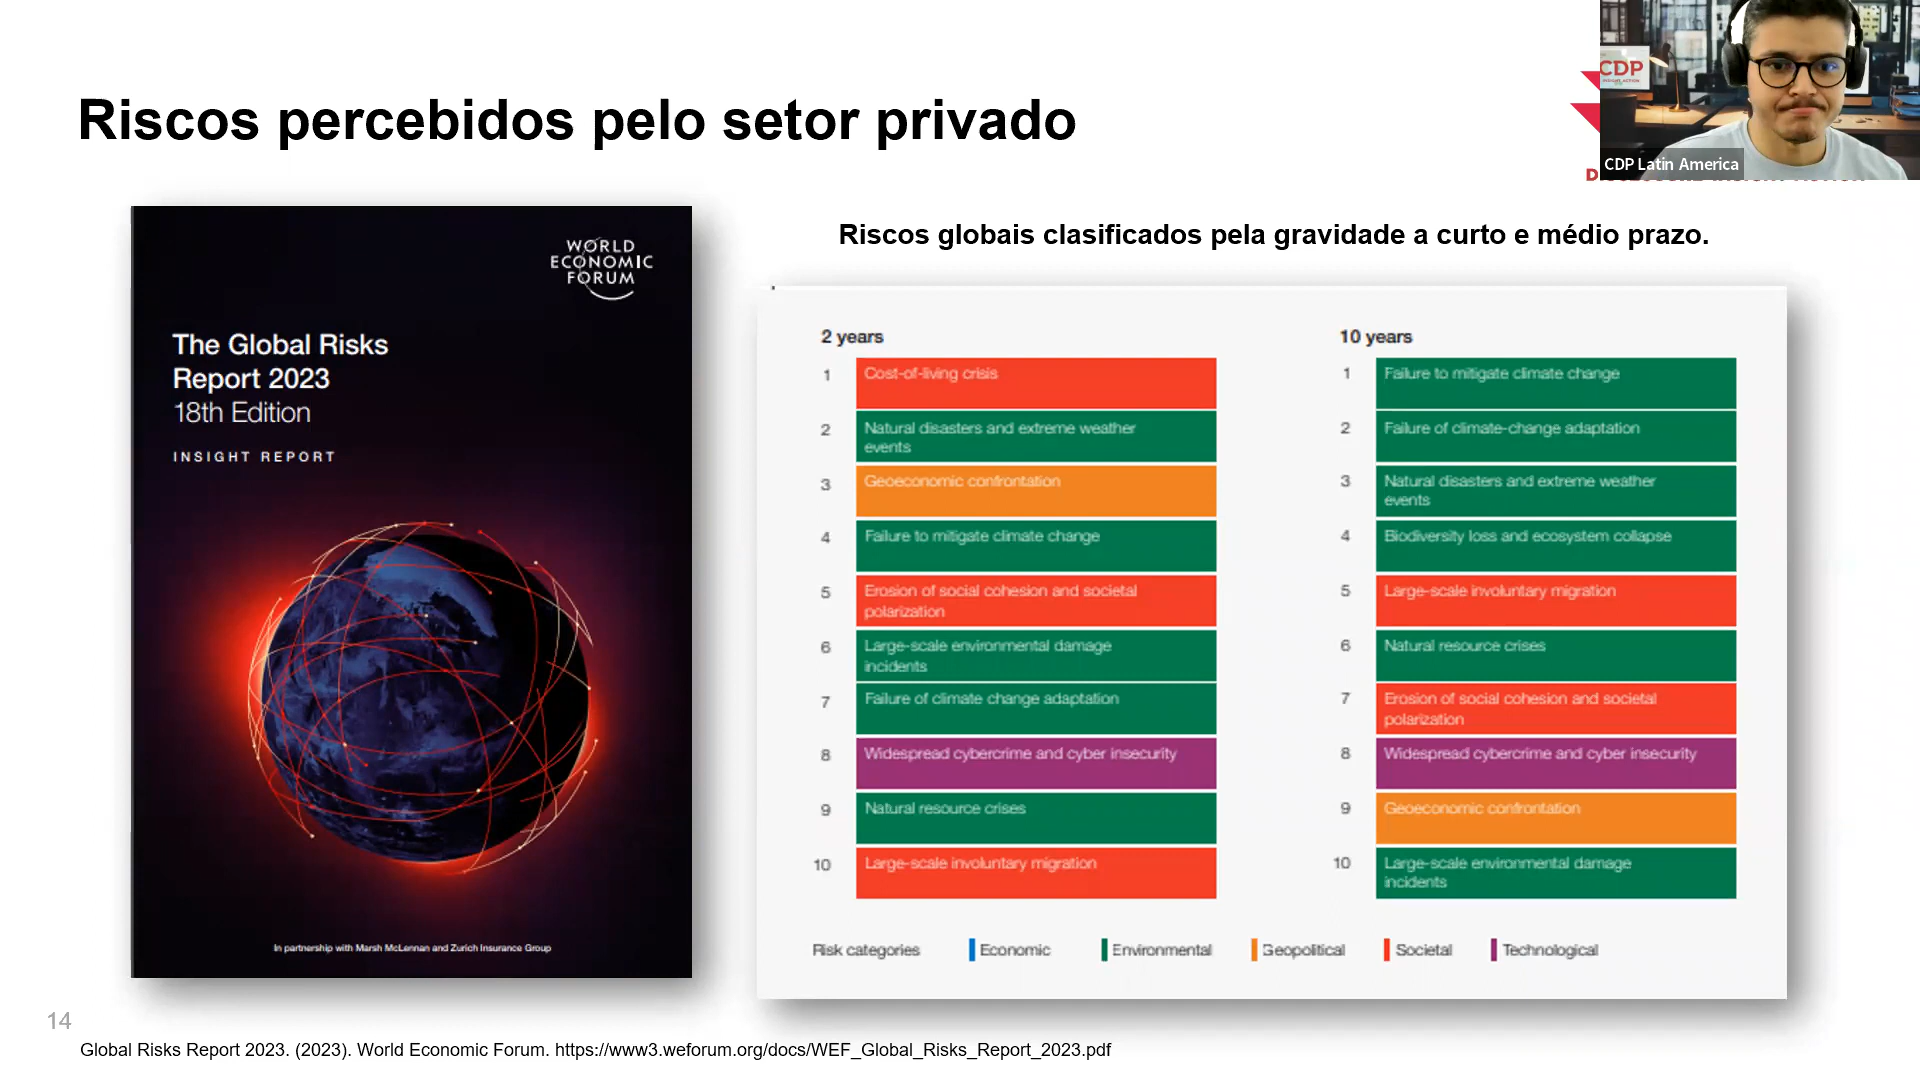 Riscos percebidos pelo setor privado
CDP
CDP Latin America
WORLD
ECONOMIC
FORUM
The Global Risks
Report 2023
18th Edition
INSIGHT REPORT
In partnership with Marsh McLennan and Zurich Insurance Group
Riscos globais clasificados pela gravidade a curto e médio prazo.
2 years
1 Cost-of-living crisis
2 Natural disasters and extreme weather
events
3 Geoeconomic confrontation
4 Failure to mitigate climate change
5 Erosion of social cohesion and societal
polarization
6 Large-scale environmental damage
incidents
7 Failure of climate change adaptation
8 Widespread cybercrime and cyber insecurity
9 Natural resource crises
10 Large-scale involuntary migration
10 years
1 Failure to mitigate climate change
2 Failure of climate-change adaptation
3 Natural disasters and extreme weather
events
4 Biodiversity loss and ecosystem collapse
5 Large-scale involuntary migration
6 Natural resource crises
7 Erosion of social cohesion and societal
polarization
8 Widespread cybercrime and cyber insecurity
9 Geoeconomic confrontation
10 Large-scale environmental damage
incidents
Risk categories Economic Environmental Geopolitical Societal Technological
14
Global Risks Report 2023. (2023). World Economic Forum. https://www3.weforum.org/docs/WEF_Global_Risks_Report_2023.pdf